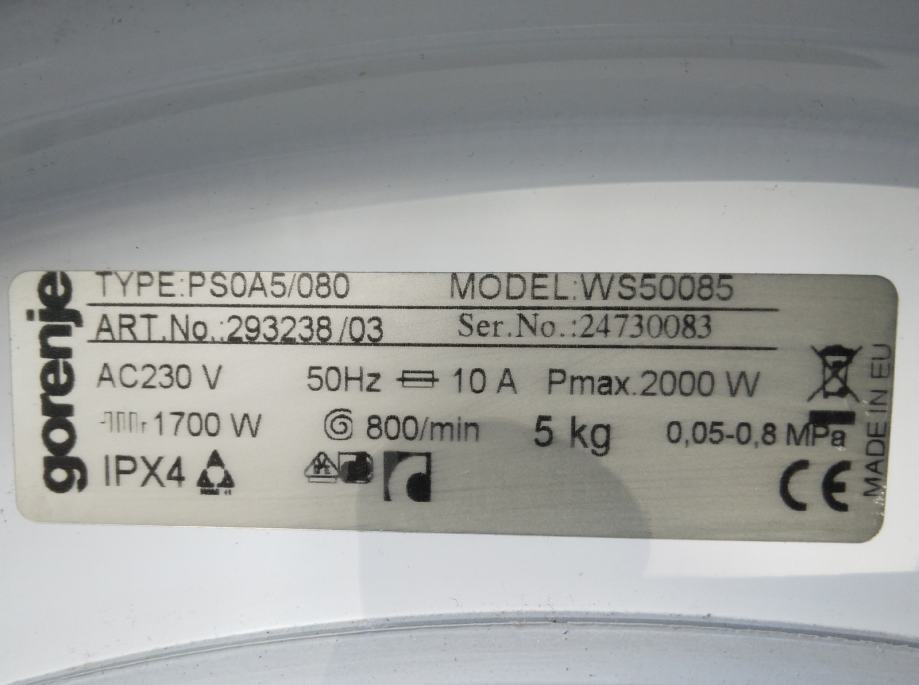 gorenje
TYPE:PS0A5/080 MODEL:WS50085
ART.No.:293238/03 Ser.No.:24730083
AC230 V 50Hz 10 A Pmax.2000 W
1700 W 800/min 5 kg 0,05-0,8 MPa
IPX4 CE
MADE IN EU